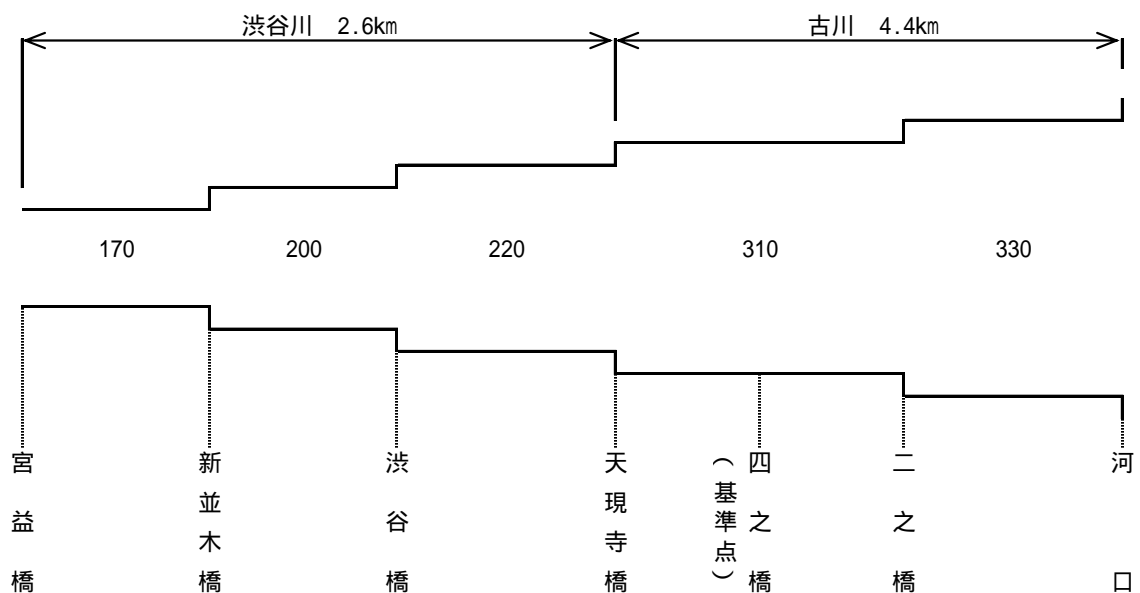 渋谷川 2.6km
古川 4.4km
170
200
220
310
330
宮益橋
新並木橋
渋谷橋
天現寺橋
(基準点)
四之橋
二之橋
河口